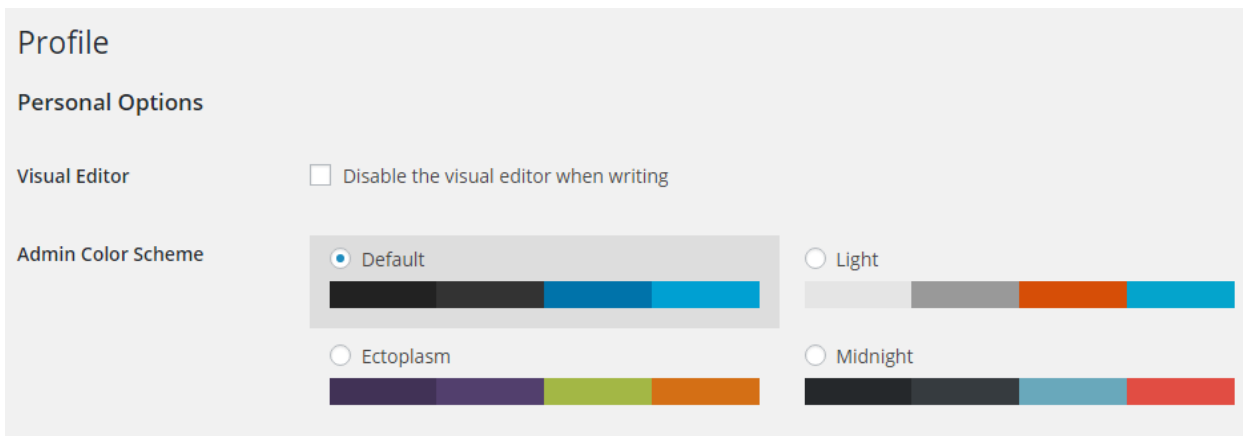 Profile
Personal Options
Visual Editor Disable the visual editor when writing
Admin Color Scheme Default Light
Ectoplasm Midnight